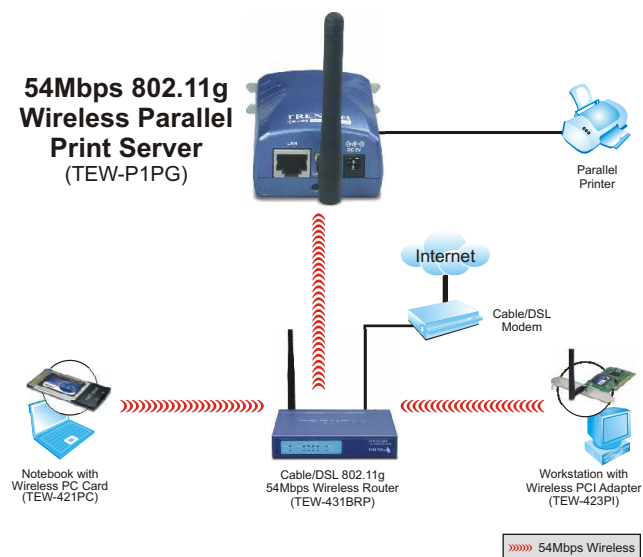 54Mbps 802.11g
Wireless Parallel
Print Server
(TEW-P1PG)
LAN
DC 5V
Parallel
Printer
Internet
Cable/DSL
Modem
Notebook with
Wireless PC Card
(TEW-421PC)
Cable/DSL 802.11g
54Mbps Wireless Router
(TEW-431BRP)
Workstation with
Wireless PCI Adapter
(TEW-423PI)
54Mbps Wireless